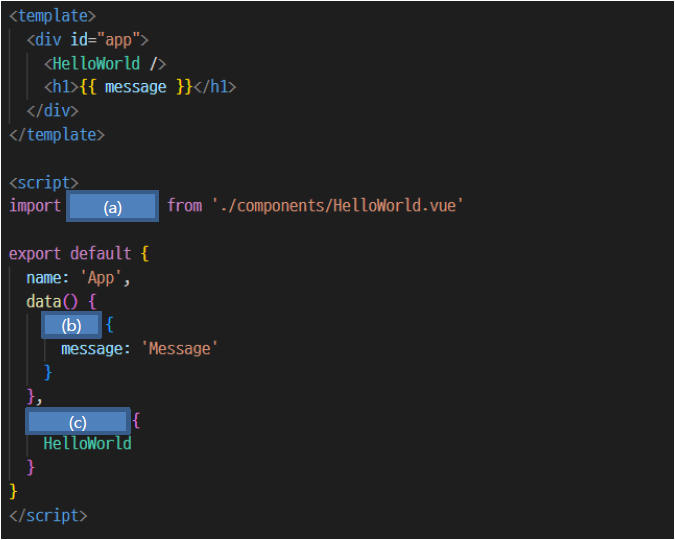 <template>
<div id="app">
<HelloWorld />
<h1>{{ message }}</h1>
</div>
</template>
<script>
import (a) from './components/HelloWorld.vue'
export default {
name: 'App',
data() {
(b) {
message: 'Message'
}
},
(c) {
HelloWorld
}
}
</script>